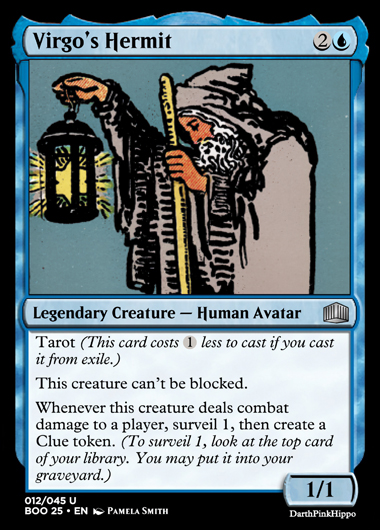 Virgo's Hermit 2
Legendary Creature — Human Avatar
Tarot (This card costs 1 less to cast if you cast
it from exile.)
This creature can't be blocked.
Whenever this creature deals combat
damage to a player, surveil 1, then create a
Clue token. (To surveil 1, look at the top card
of your library. You may put it into your
graveyard.)
1/1
012/045 U
BOO 25 • EN Pamela Smith
DarthPinkHippo